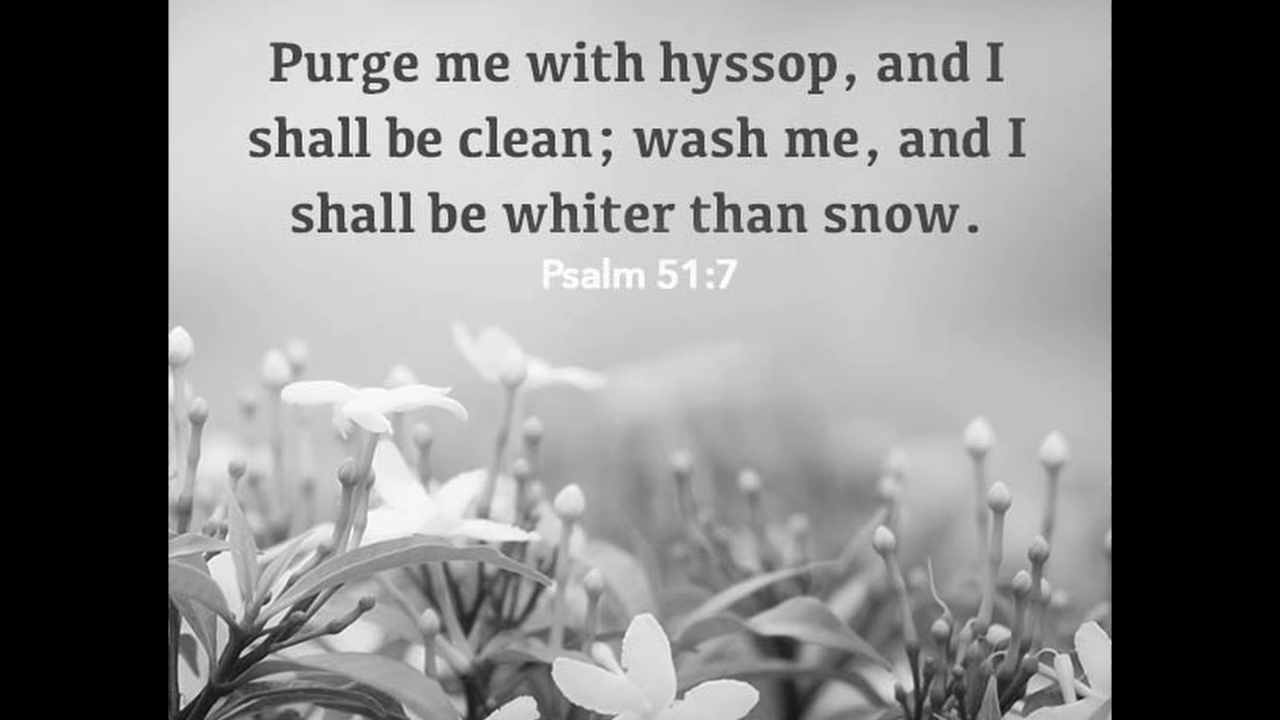 Purge me with hyssop, and I
shall be clean; wash me, and I
shall be whiter than snow.
Psalm 51:7